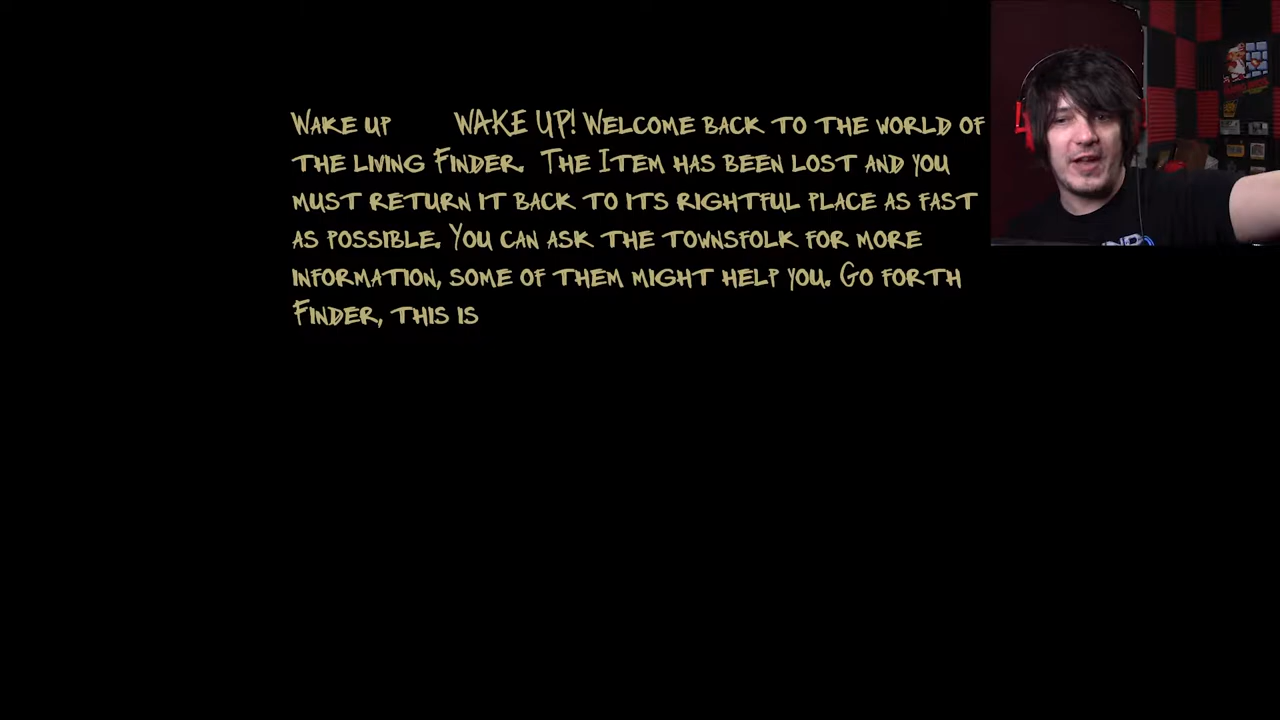 Wake up WAKE UP! Welcome back to the world of
the living Finder. The Item has been lost and you
must return it back to its rightful place as fast
as possible. You can ask the townsfolk for more
information, some of them might help you. Go forth
Finder, this is